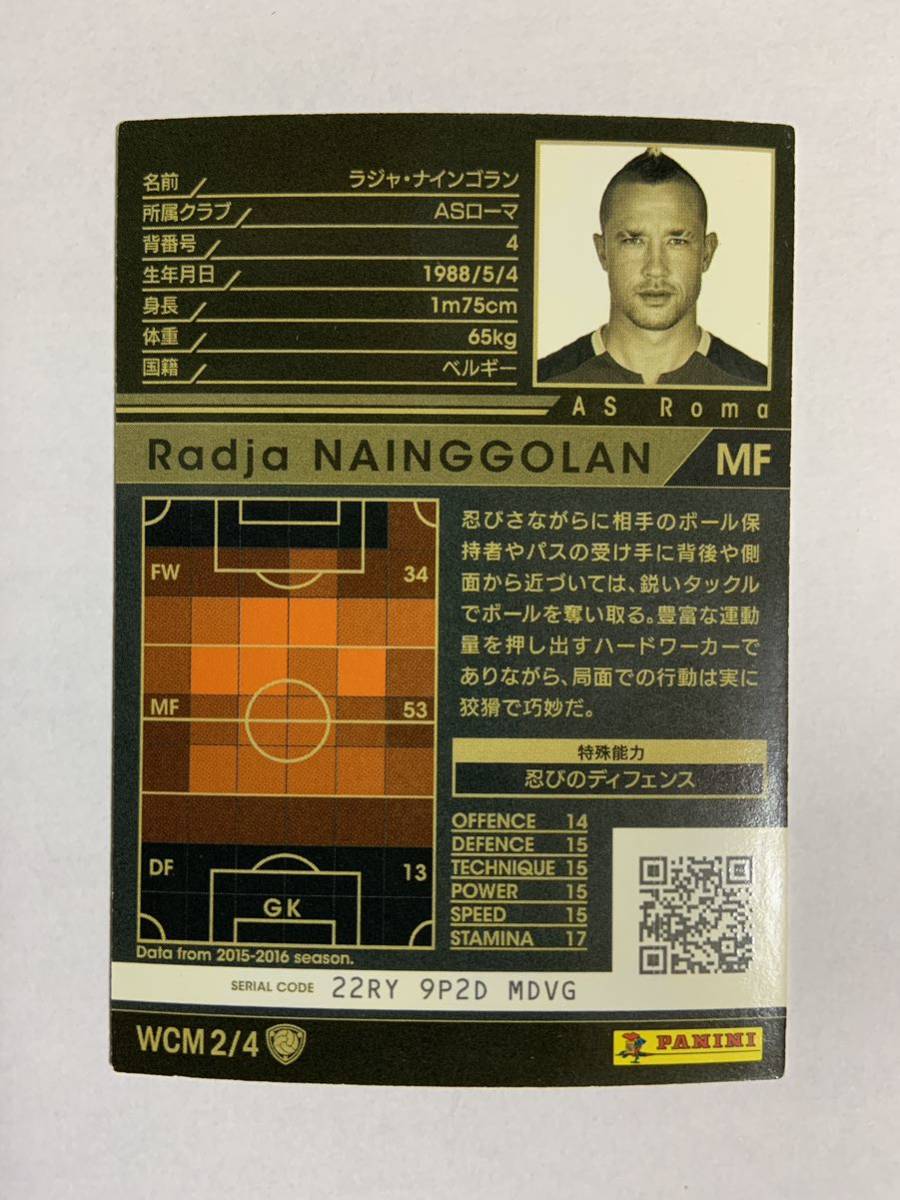 名前 ラジャ・ナインゴラン
所属クラブ ASローマ
背番号 4
生年月日 1988/5/4
身長 1m75cm
体重 65kg
国籍 ベルギー
AS Roma
Radja NAINGGOLAN MF
FW 34
MF 53
DF 13
GK
Data from 2015-2016 season.
忍びさながらに相手のボール保
持者やパスの受け手に背後や側
面から近づいては、鋭いタックル
でボールを奪い取る。豊富な運動
量を押し出すハードワーカーで
ありながら、局面での行動は実に
狡猾で巧妙だ。
特殊能力
忍びのディフェンス
OFFENCE 14
DEFENCE 15
TECHNIQUE 15
POWER 15
SPEED 15
STAMINA 17
SERIAL CODE 22RY 9P2D MDVG
WCM 2/4
PANINI